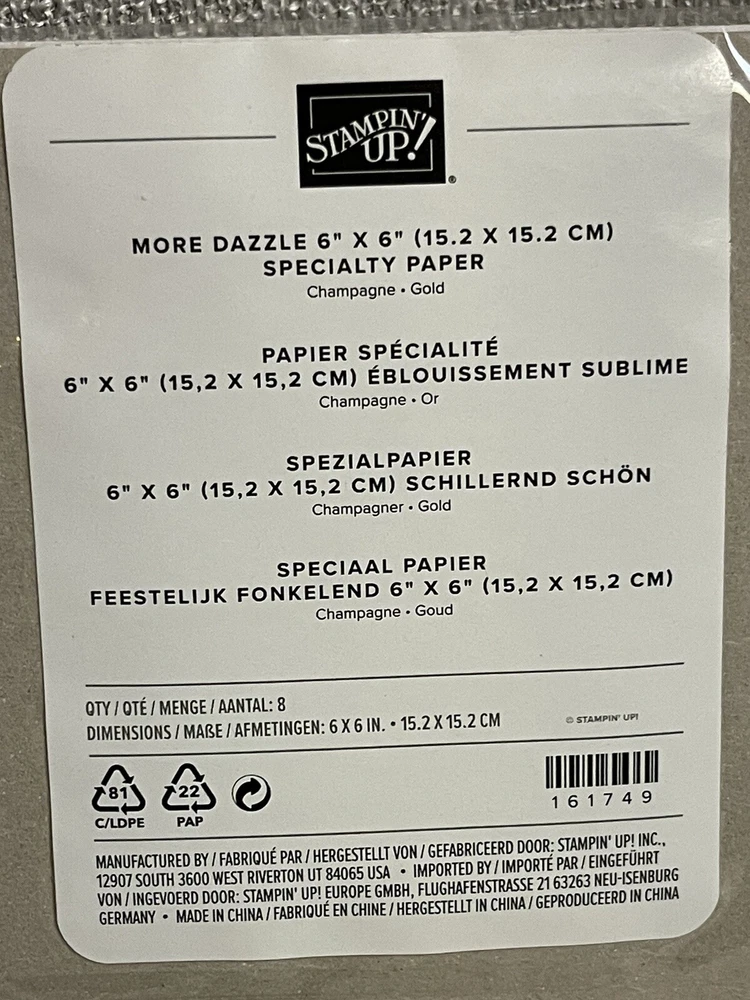 STAMPIN' UP!®
MORE DAZZLE 6" X 6" (15.2 X 15.2 CM)
SPECIALTY PAPER
Champagne • Gold
PAPIER SPÉCIALITÉ
6" X 6" (15,2 X 15,2 CM) ÉBLOUISSEMENT SUBLIME
Champagne • Or
SPEZIALPAPIER
6" X 6" (15,2 X 15,2 CM) SCHILLERND SCHÖN
Champagner • Gold
SPECIAAL PAPIER
FEESTELIJK FONKELEND 6" X 6" (15,2 X 15,2 CM)
Champagne • Goud
QTY / QTÉ / MENGE / AANTAL: 8
DIMENSIONS / MAßE / AFMETINGEN: 6 X 6 IN. • 15.2 X 15.2 CM
© STAMPIN' UP!
81
C/LDPE
22
PAP
161749
MANUFACTURED BY / FABRIQUÉ PAR / HERGESTELLT VON / GEFABRICEERD DOOR: STAMPIN' UP! INC.,
12907 SOUTH 3600 WEST RIVERTON UT 84065 USA • IMPORTED BY / IMPORTÉ PAR / EINGEFÜHRT
VON / INGEVOERD DOOR: STAMPIN' UP! EUROPE GMBH, FLUGHAFENSTRASSE 21 63263 NEU-ISENBURG
GERMANY • MADE IN CHINA / FABRIQUÉ EN CHINE / HERGESTELLT IN CHINA / GEPRODUCEERD IN CHINA